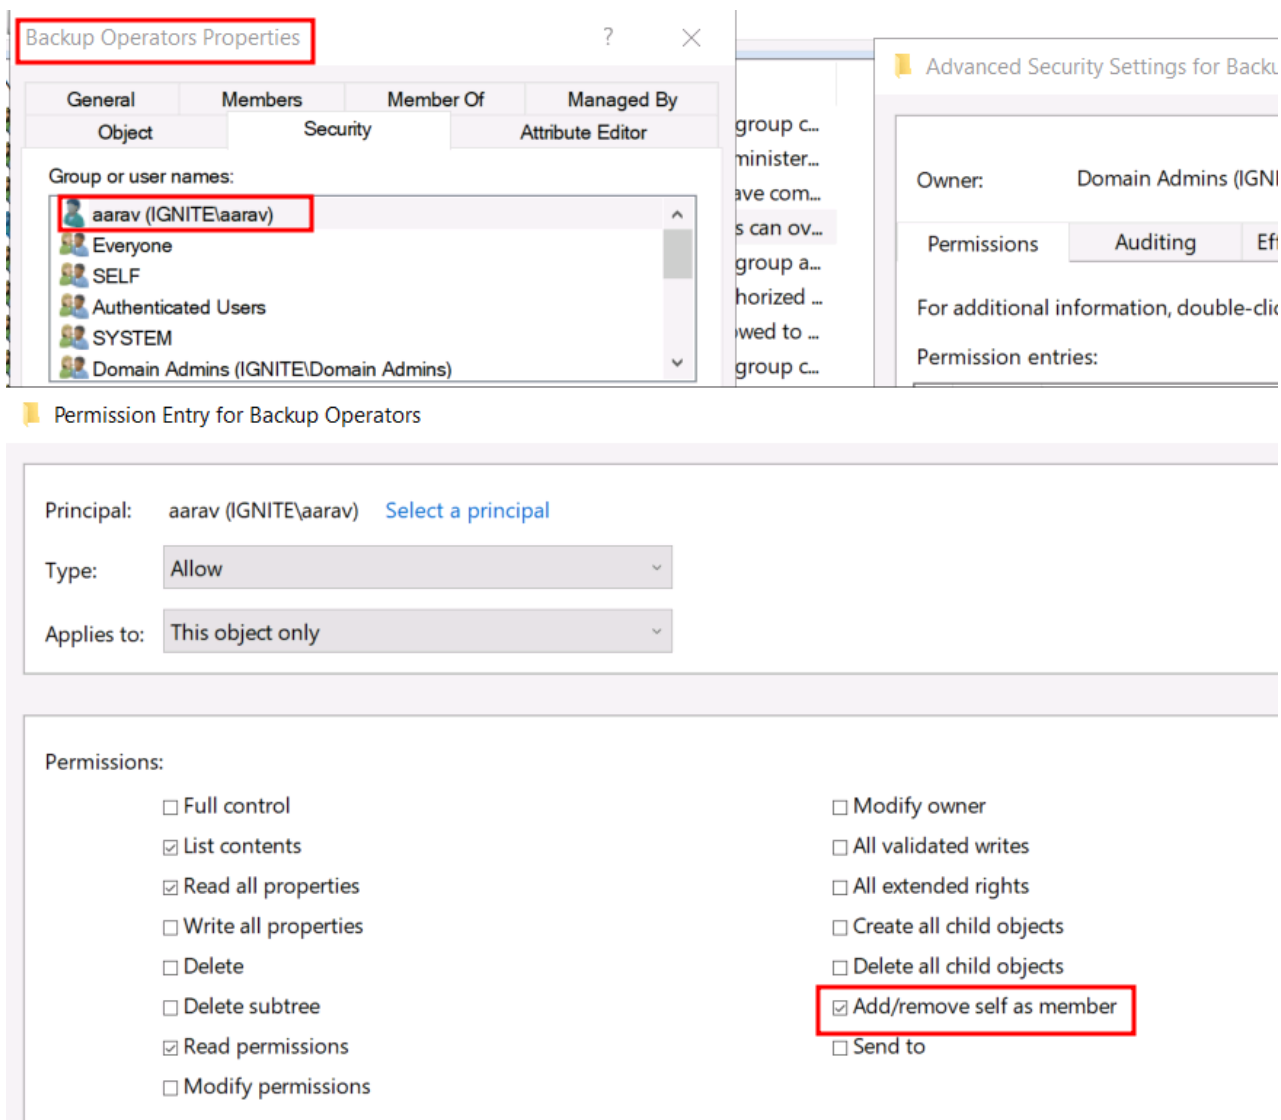 Backup Operators Properties ?
General Members Member Of Managed By
Object Security Attribute Editor
Group or user names:
aarav (IGNITE\aarav)
Everyone
SELF
Authenticated Users
SYSTEM
Domain Admins (IGNITE\Domain Admins)
group c...
minister...
ave com...
s can ov...
group a...
horized ...
wed to ...
group c...
Advanced Security Settings for Backu
Owner: Domain Admins (IGNI
Permissions Auditing Eff
For additional information, double-clic
Permission entries:
Permission Entry for Backup Operators
Principal: aarav (IGNITE\aarav) Select a principal
Type: Allow
Applies to: This object only
Permissions:
Full control
List contents
Read all properties
Write all properties
Delete
Delete subtree
Read permissions
Modify permissions
Modify owner
All validated writes
All extended rights
Create all child objects
Delete all child objects
Add/remove self as member
Send to